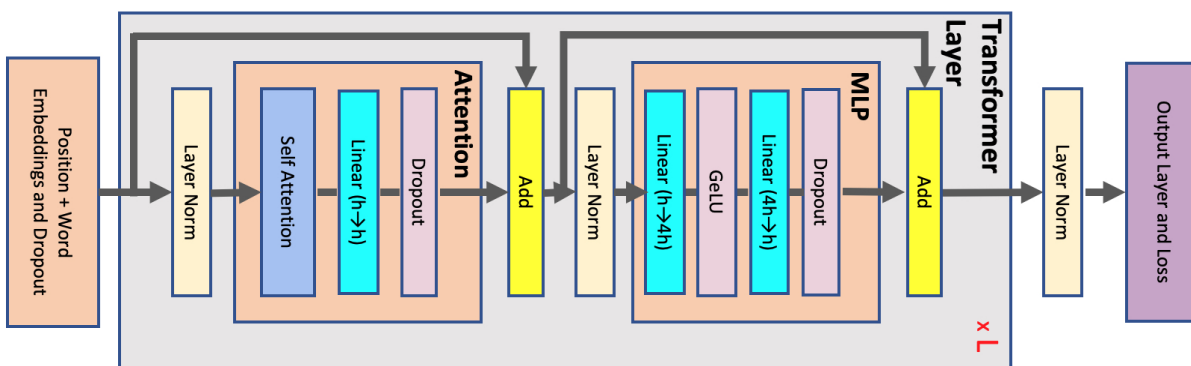 Position + Word
Embeddings and Dropout
Layer Norm
Self Attention
Linear (h→h)
Dropout
Attention
Add
Layer Norm
Linear (h→4h)
GeLU
Linear (4h→h)
Dropout
MLP
Add
Transformer
Layer
x L
Layer Norm
Output Layer and Loss